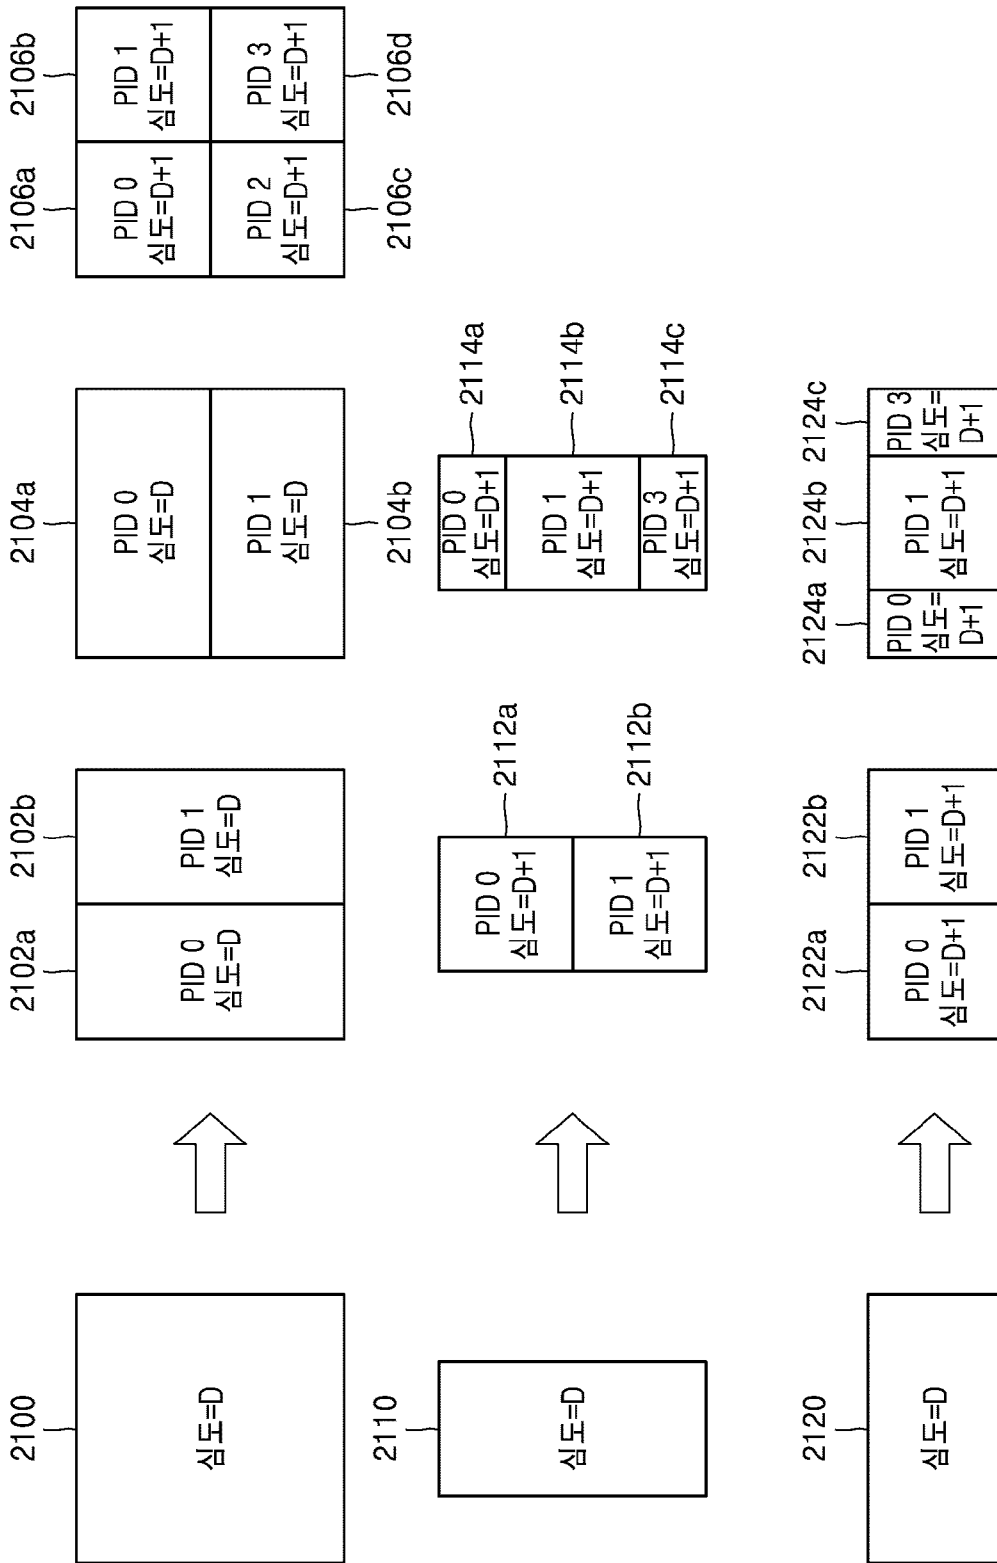 2100
심도=D
2102a
2102b
PID 0
심도=D
PID 1
심도=D
2104a
PID 0
심도=D
PID 1
심도=D
2104b
2106a
2106b
PID 0
심도=D+1
PID 1
심도=D+1
PID 2
심도=D+1
PID 3
심도=D+1
2106c
2106d
2110
심도=D
PID 0
심도=D+1
2112a
PID 1
심도=D+1
2112b
PID 0
심도=D+1
2114a
PID 1
심도=D+1
2114b
PID 3
심도=D+1
2114c
2120
심도=D
2122a
2122b
PID 0
심도=D+1
PID 1
심도=D+1
2124a
2124b
2124c
PID 0
심도=
D+1
PID 1
심도=D+1
PID 3
심도=
D+1